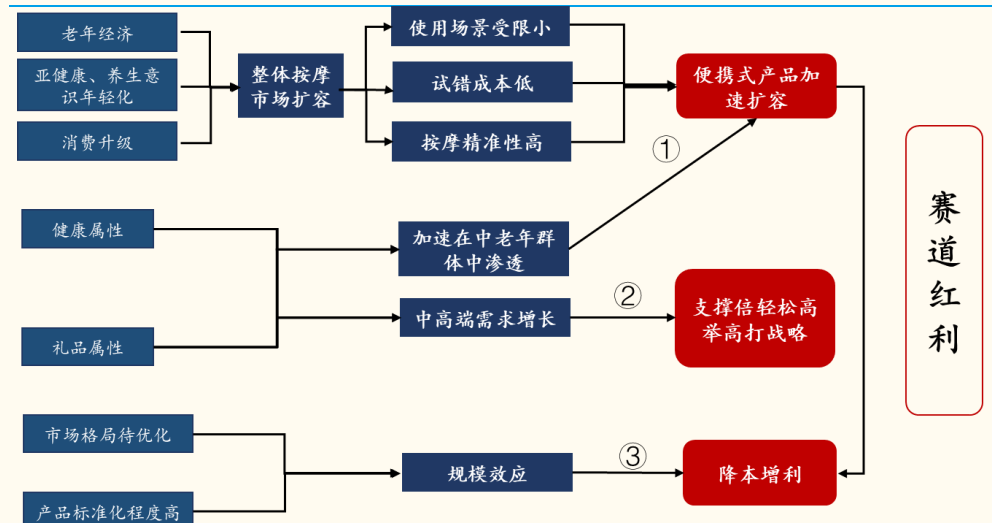 老年经济
亚健康、养生意
识年轻化
消费升级
整体按摩
市场扩容
使用场景受限小
试错成本低
按摩精准性高
便携式产品加
速扩容
①
健康属性
礼品属性
加速在中老年群
体中渗透
中高端需求增长
②
支撑倍轻松高
举高打战略
市场格局待优化
产品标准化程度高
规模效应
③
降本增利
赛
道
红
利